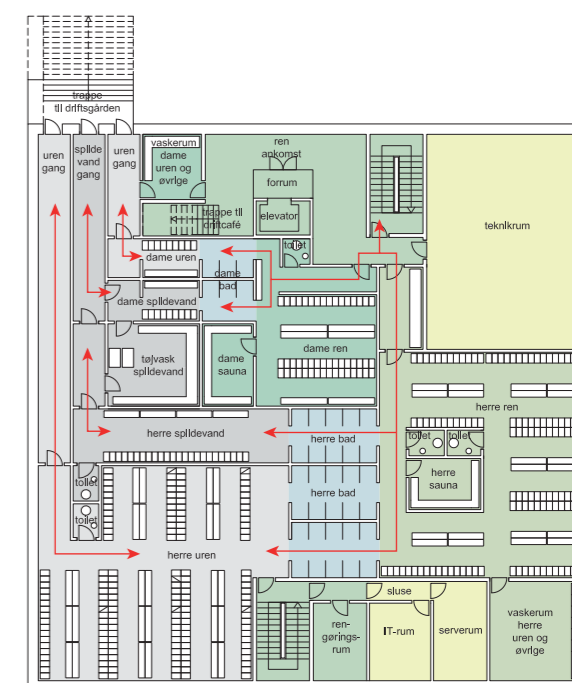 trappe
til driftsgården
uren
gang
spilde
vand
gang
uren
gang
vaskerum
dame
uren og
øvrige
ren
ankomst
forrum
elevator
trappe til
driftcafé
toilet
teknikrum
dame uren
dame
bad
dame spildevand
dame ren
tøjvask
spildevand
dame
sauna
herre ren
herre spildevand
herre bad
toilet
toilet
herre
sauna
herre bad
toilet
toilet
herre uren
sluse
ren-
gørings-
rum
IT-rum
serverum
vaskerum
herre
uren og
øvrige